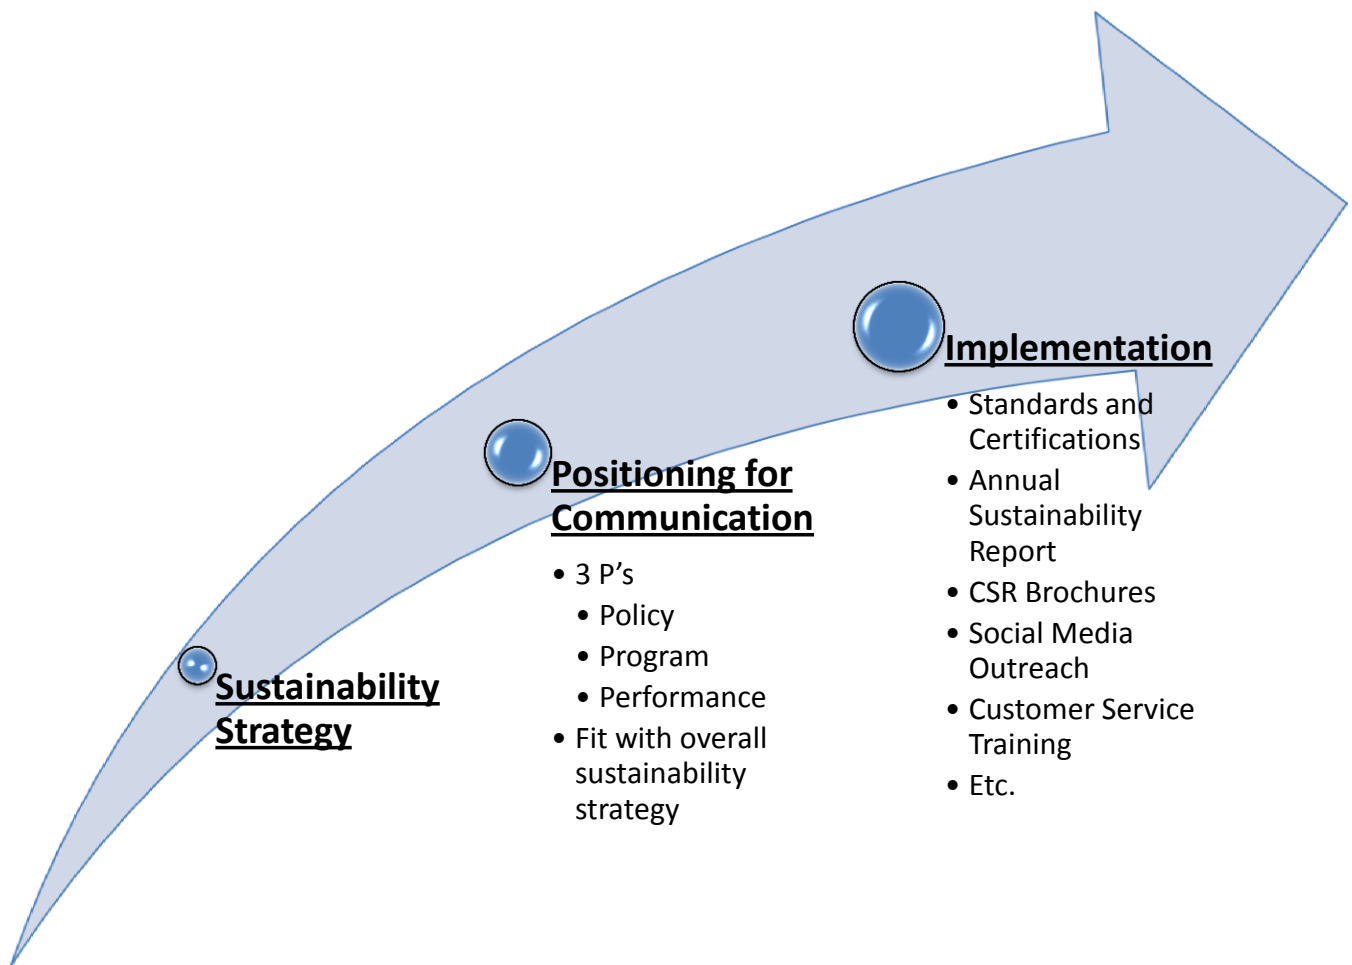 Sustainability
Strategy
Positioning for
Communication
• 3 P’s
• Policy
• Program
• Performance
• Fit with overall
sustainability
strategy
Implementation
• Standards and
Certifications
• Annual
Sustainability
Report
• CSR Brochures
• Social Media
Outreach
• Customer Service
Training
• Etc.